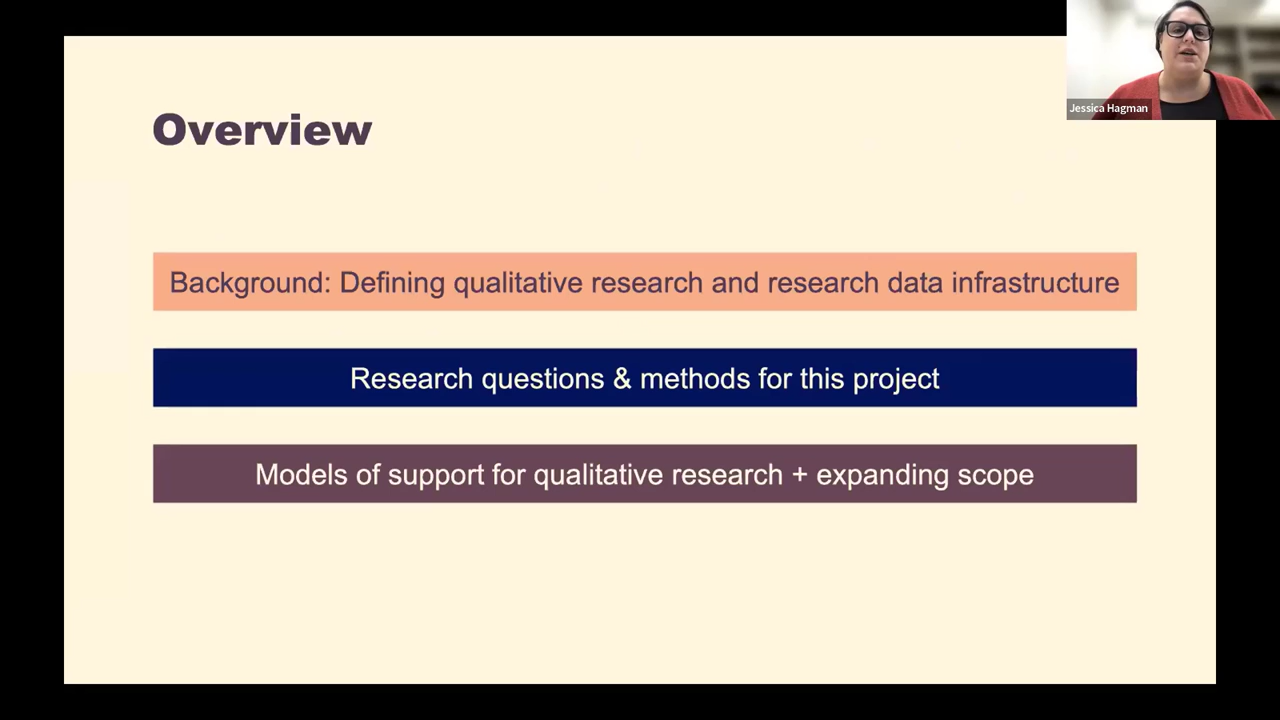 Overview
Jessica Hagman
Background: Defining qualitative research and research data infrastructure
Research questions & methods for this project
Models of support for qualitative research + expanding scope